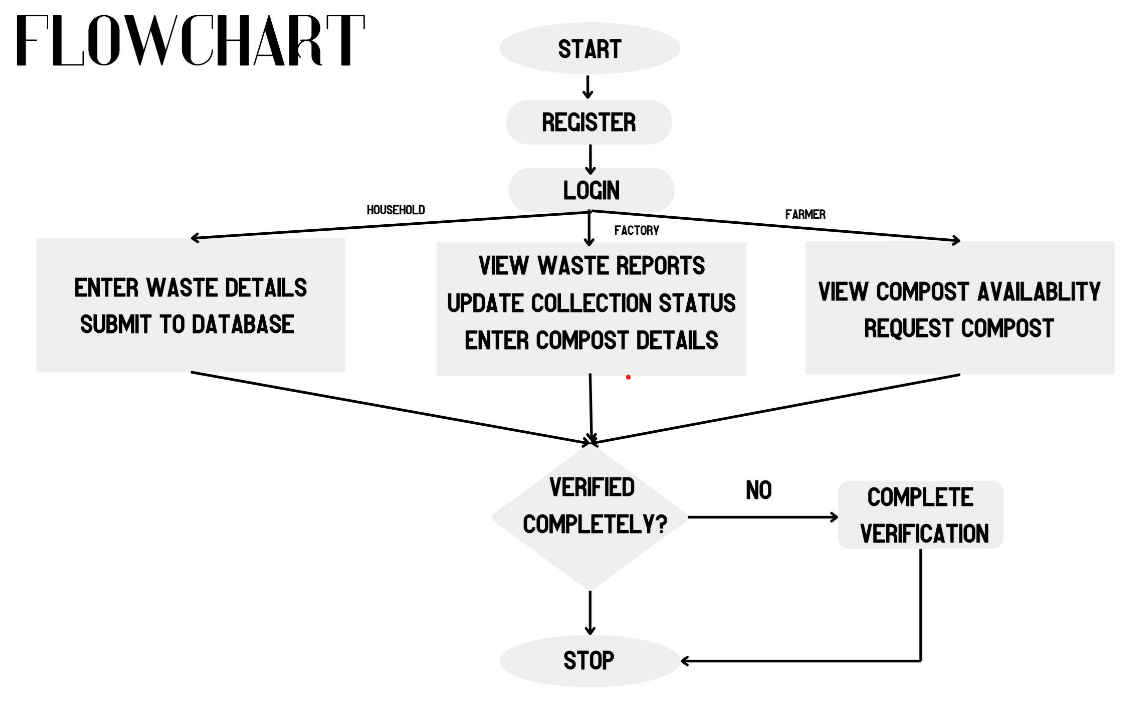 FLOWCHART
START
REGISTER
LOGIN
HOUSEHOLD
FARMER
FACTORY
ENTER WASTE DETAILS
SUBMIT TO DATABASE
VIEW WASTE REPORTS
UPDATE COLLECTION STATUS
ENTER COMPOST DETAILS
VIEW COMPOST AVAILABLITY
REQUEST COMPOST
VERIFIED
COMPLETELY?
NO
COMPLETE
VERIFICATION
STOP